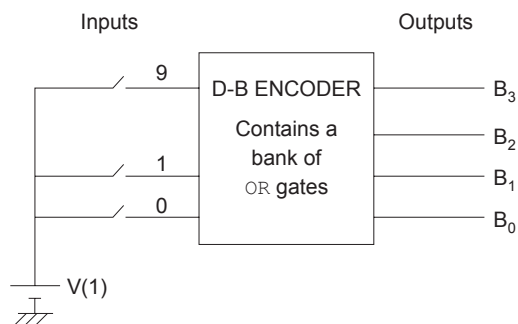 Inputs
Outputs
9
D-B ENCODER
B3
Contains a
B2
bank of
1
B1
OR gates
0
B0
V(1)